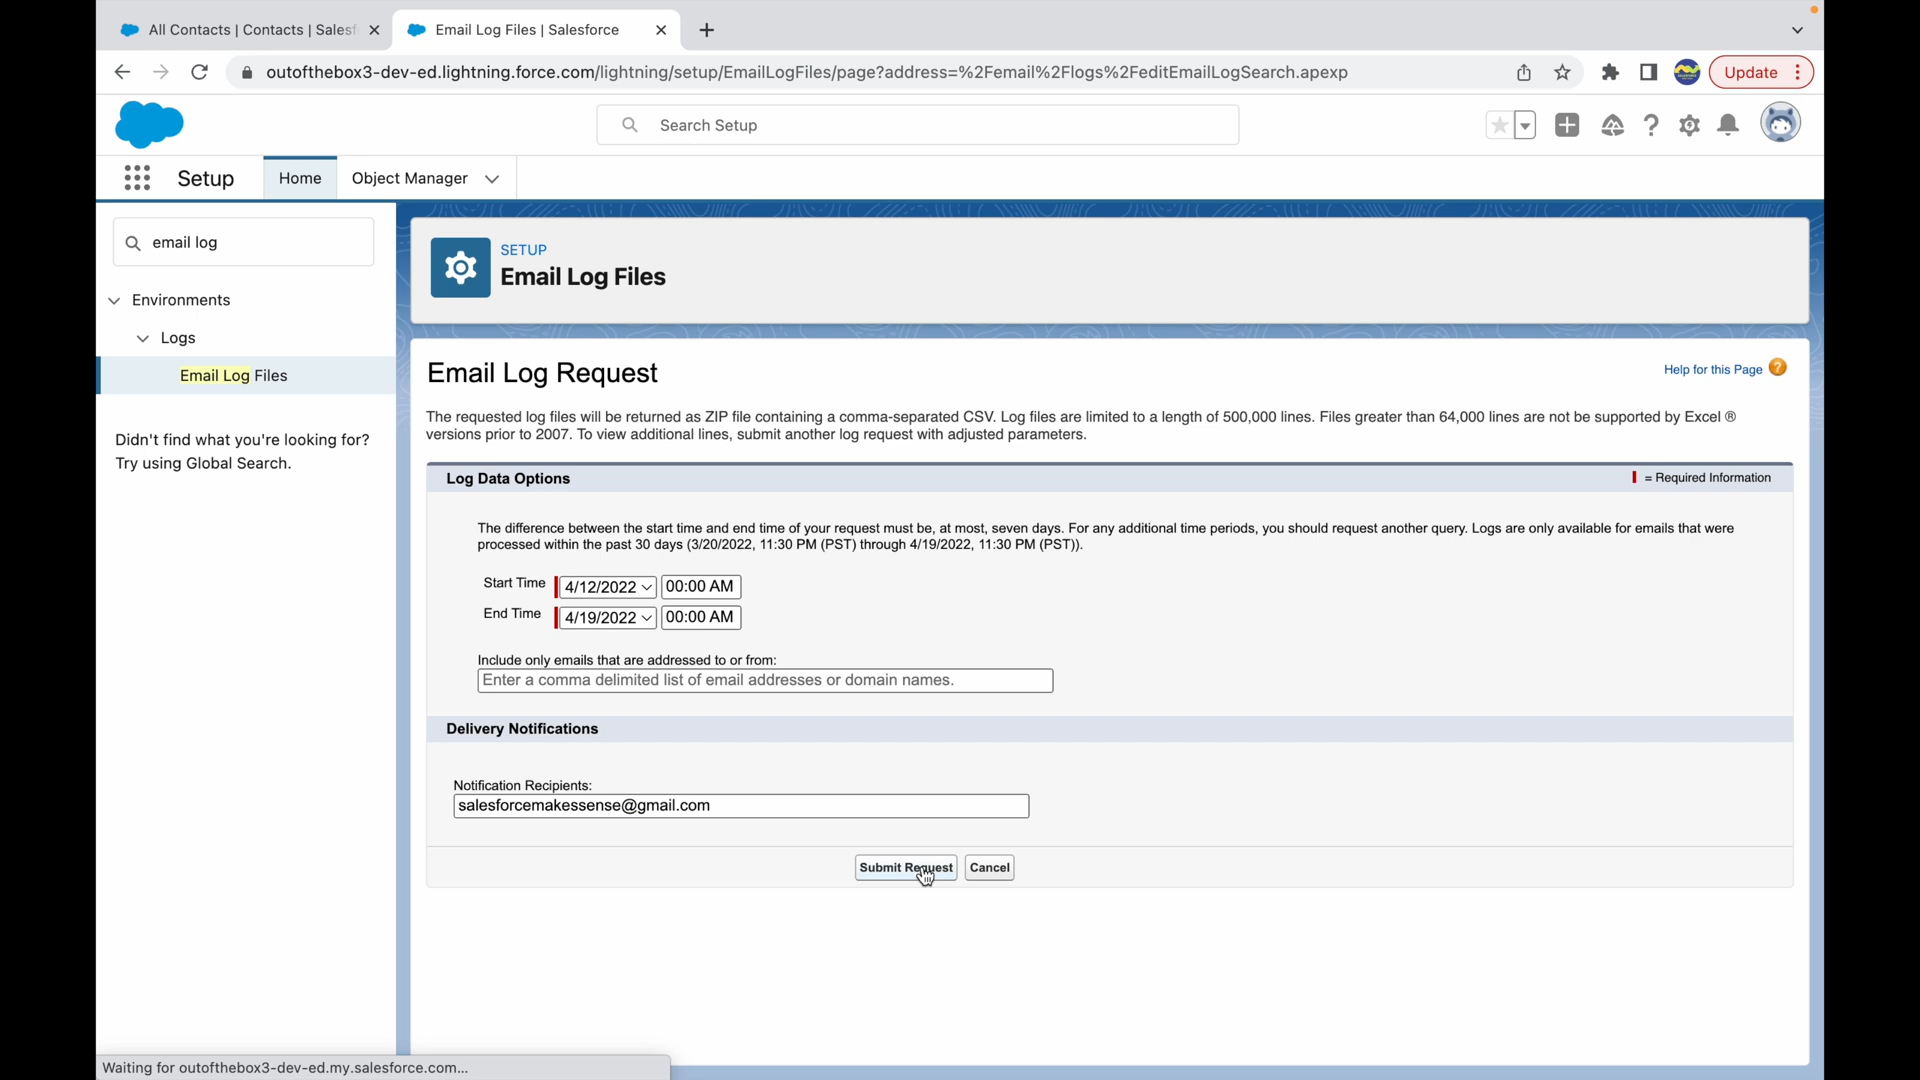 All Contacts | Contacts | Salesf
Email Log Files | Salesforce
outofthebox3-dev-ed.lightning.force.com/lightning/setup/EmailLogFiles/page?address=%2Femail%2Flogs%2FeditEmailLogSearch.apexp
Update
Search Setup
Setup
Home
Object Manager
email log
Environments
Logs
Email Log Files
Didn't find what you're looking for?
Try using Global Search.
SETUP
Email Log Files
Email Log Request
Help for this Page ?
The requested log files will be returned as ZIP file containing a comma-separated CSV. Log files are limited to a length of 500,000 lines. Files greater than 64,000 lines are not be supported by Excel ®
versions prior to 2007. To view additional lines, submit another log request with adjusted parameters.
Log Data Options
= Required Information
The difference between the start time and end time of your request must be, at most, seven days. For any additional time periods, you should request another query. Logs are only available for emails that were
processed within the past 30 days (3/20/2022, 11:30 PM (PST) through 4/19/2022, 11:30 PM (PST)).
Start Time 4/12/2022 00:00 AM
End Time 4/19/2022 00:00 AM
Include only emails that are addressed to or from:
Enter a comma delimited list of email addresses or domain names.
Delivery Notifications
Notification Recipients:
salesforcemakessense@gmail.com
Submit Request
Cancel
Waiting for outofthebox3-dev-ed.my.salesforce.com...